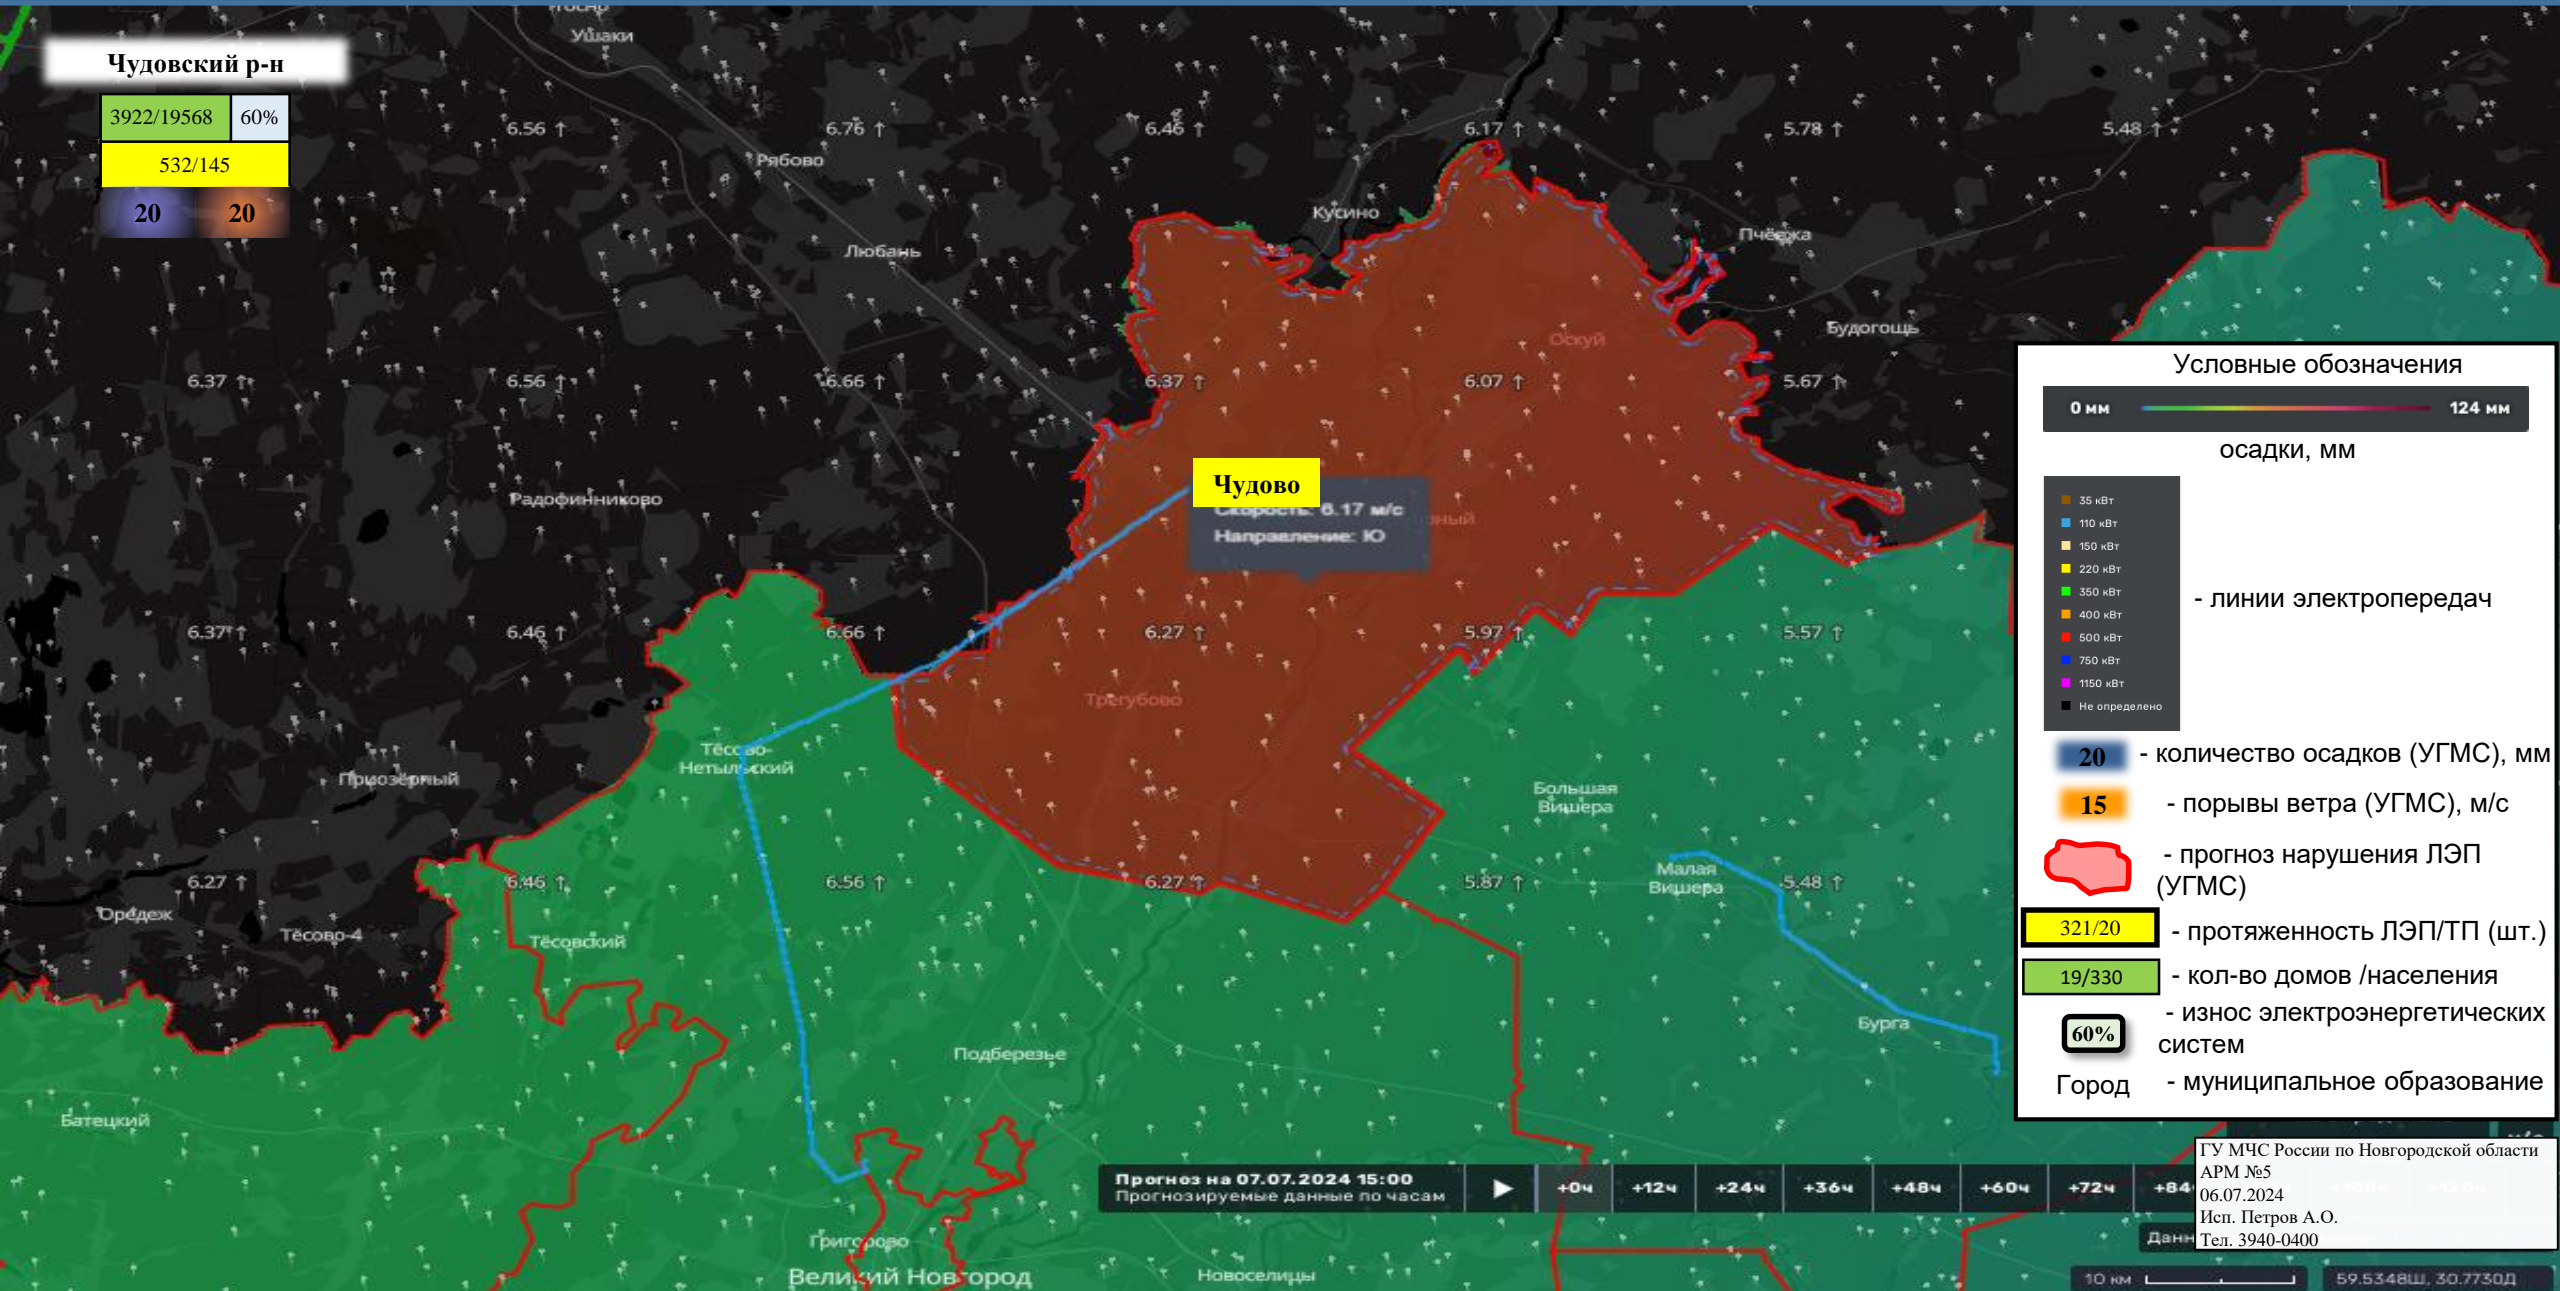 Ушаки
Чудовский р-н
3922/19568 60%
532/145
20 20
6.56 ↑ 6.76 ↑ 6.46 ↑ 6.17 ↑ 5.78 ↑ 5.48 ↑
Рябово
Кусино
Пчёвжа
Любань
Будогощь
Оскуй
6.37 ↑ 6.56 ↑ 6.66 ↑ 6.37 ↑ 6.07 ↑ 5.67 ↑
Чудово
Радофинниково
Скорость: 6.17 м/с
Направление: Ю
6.37 ↑ 6.46 ↑ 6.66 ↑ 6.27 ↑ 5.97 ↑ 5.57 ↑
Трегубово
Тёсово-
Нетыльский
Приозёрный
Большая
Вишера
Малая
Вишера
6.27 ↑ 6.46 ↑ 6.56 ↑ 6.27 ↑ 5.87 ↑ 5.48 ↑
Оредеж
Тёсово-4
Тёсовский
Бурга
Подберезье
Батецкий
Григорово
Великий Новгород
Новоселицы
Условные обозначения
0 мм 124 мм
осадки, мм
35 кВт
110 кВт
150 кВт
220 кВт
350 кВт
400 кВт
500 кВт
750 кВт
1150 кВт
Не определено
- линии электропередач
20 - количество осадков (УГМС), мм
15 - порывы ветра (УГМС), м/с
- прогноз нарушения ЛЭП
(УГМС)
321/20 - протяженность ЛЭП/ТП (шт.)
19/330 - кол-во домов /населения
60% - износ электроэнергетических
систем
Город - муниципальное образование
Прогноз на 07.07.2024 15:00
Прогнозируемые данные по часам
+0ч +12ч +24ч +36ч +48ч +60ч +72ч +84
ГУ МЧС России по Новгородской области
АРМ №5
06.07.2024
Исп. Петров А.О.
Тел. 3940-0400
10 км
59.5348Ш, 30.7730Д